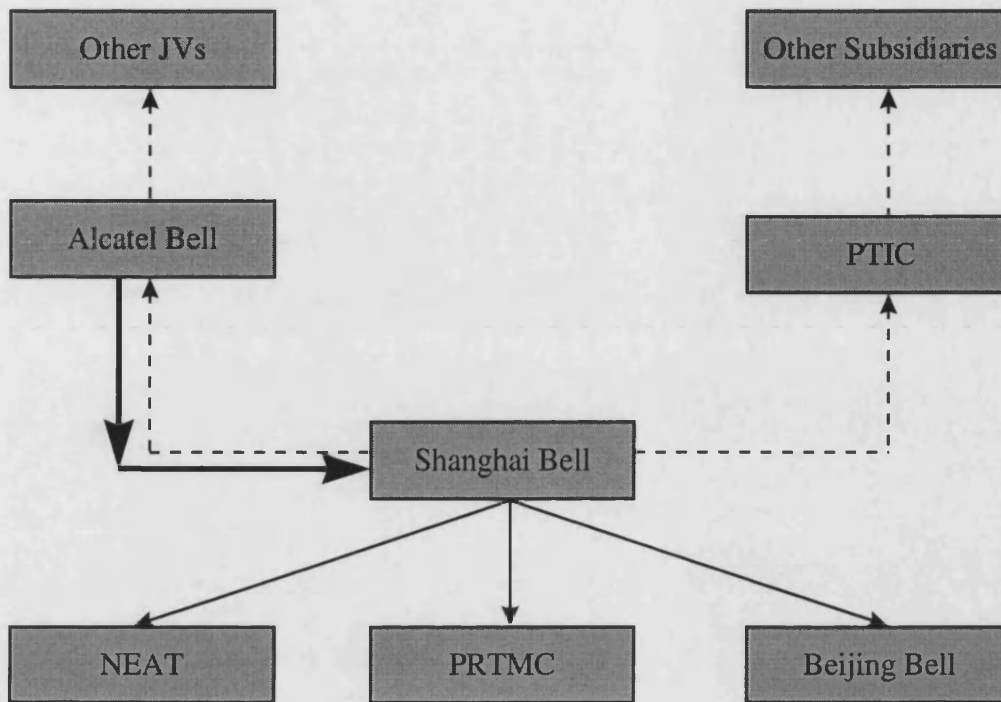 Other JVs
Other Subsidiaries
Alcatel Bell
PTIC
Shanghai Bell
NEAT
PRTMC
Beijing Bell